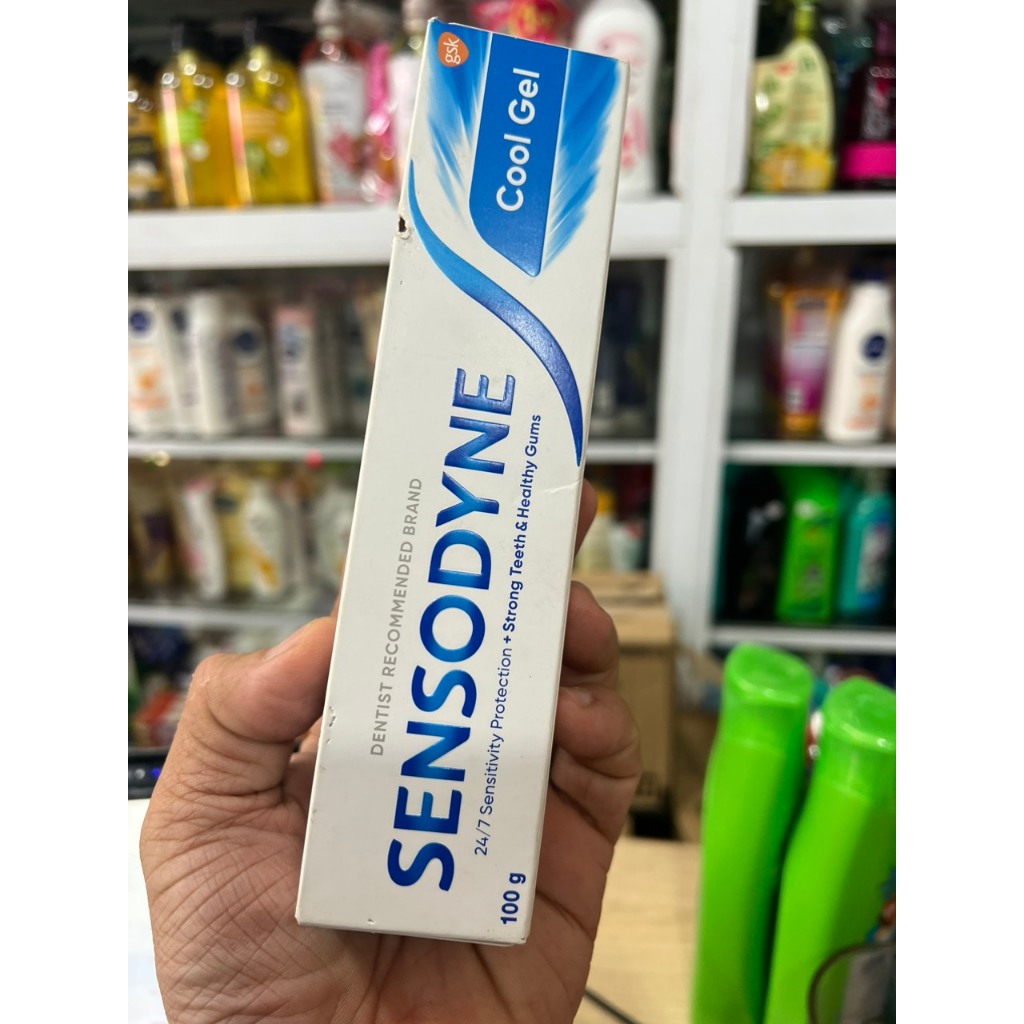 gsk
Cool Gel
DENTIST RECOMMENDED BRAND
SENSODYNE
24/7 Sensitivity Protection + Strong Teeth & Healthy Gums
100 g